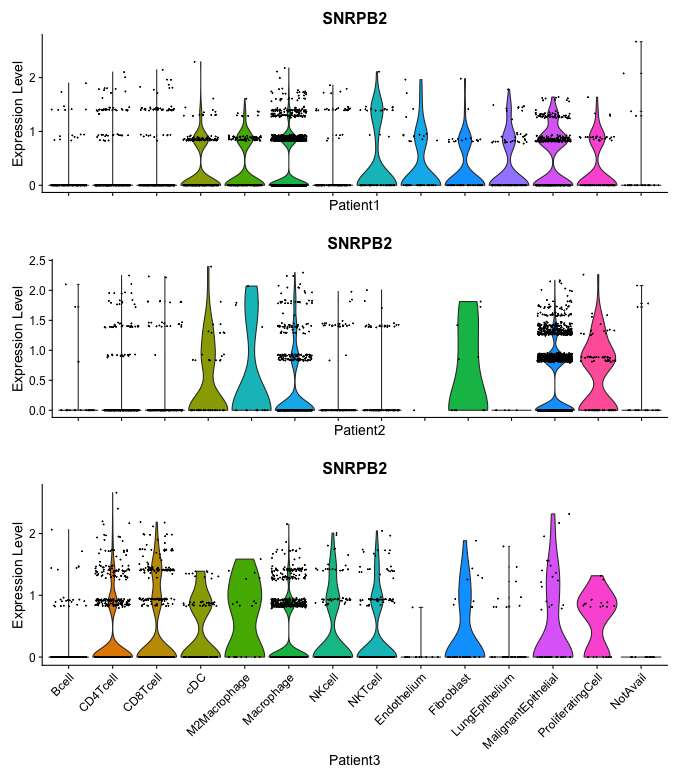 SNRPB2
Expression Level
2
1
0
Patient1
SNRPB2
Expression Level
2.5
2.0
1.5
1.0
0.5
0.0
Patient2
SNRPB2
Expression Level
2
1
0
Bcell
CD4Tcell
CD8Tcell
cDC
M2Macrophage
Macrophage
NKcell
NKTcell
Endothelium
Fibroblast
LungEpithelium
MalignantEpithelial
ProliferatingCell
NotAvail
Patient3